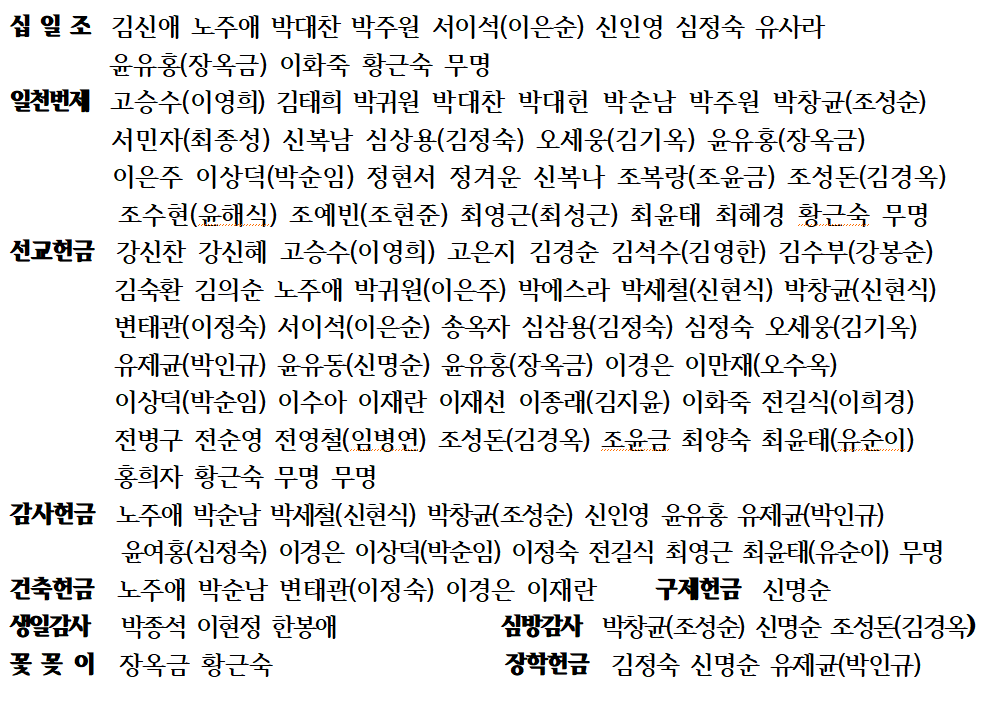 십 일 조 김신애 노주애 박대찬 박주원 서이석(이은순) 신인영 심정숙 유사라
윤유홍(장옥금) 이화죽 황근숙 무명
일천번제 고승수(이영희) 김태희 박귀원 박대찬 박대헌 박순남 박주원 박창균(조성순)
서민자(최종성) 신복남 심상용(김정숙) 오세웅(김기옥) 윤유홍(장옥금)
이은주 이상덕(박순임) 정현서 정겨운 신복나 조복랑(조윤금) 조성돈(김경옥)
조수현(윤해식) 조예빈(조현준) 최영근(최성근) 최윤태 최혜경 황근숙 무명
선교헌금 강신찬 강신혜 고승수(이영희) 고은지 김경순 김석수(김영한) 김수부(강봉순)
김숙환 김의순 노주애 박귀원(이은주) 박에스라 박세철(신현식) 박창균(신현식)
변태관(이정숙) 서이석(이은순) 송옥자 심삼용(김정숙) 심정숙 오세웅(김기옥)
유제균(박인규) 윤유동(신명순) 윤유홍(장옥금) 이경은 이만재(오수옥)
이상덕(박순임) 이수아 이재란 이재선 이종래(김지윤) 이화죽 전길식(이희경)
전병구 전순영 전영철(임병연) 조성돈(김경옥) 조윤금 최양숙 최윤태(유순이)
홍희자 황근숙 무명 무명
감사헌금 노주애 박순남 박세철(신현식) 박창균(조성순) 신인영 윤유홍 유제균(박인규)
윤여홍(심정숙) 이경은 이상덕(박순임) 이정숙 전길식 최영근 최윤태(유순이) 무명
건축헌금 노주애 박순남 변태관(이정숙) 이경은 이재란 구제헌금 신명순
생일감사 박종석 이현정 한봉애 심방감사 박창균(조성순) 신명순 조성돈(김경옥)
꽃 꽂 이 장옥금 황근숙 장학헌금 김정숙 신명순 유제균(박인규)